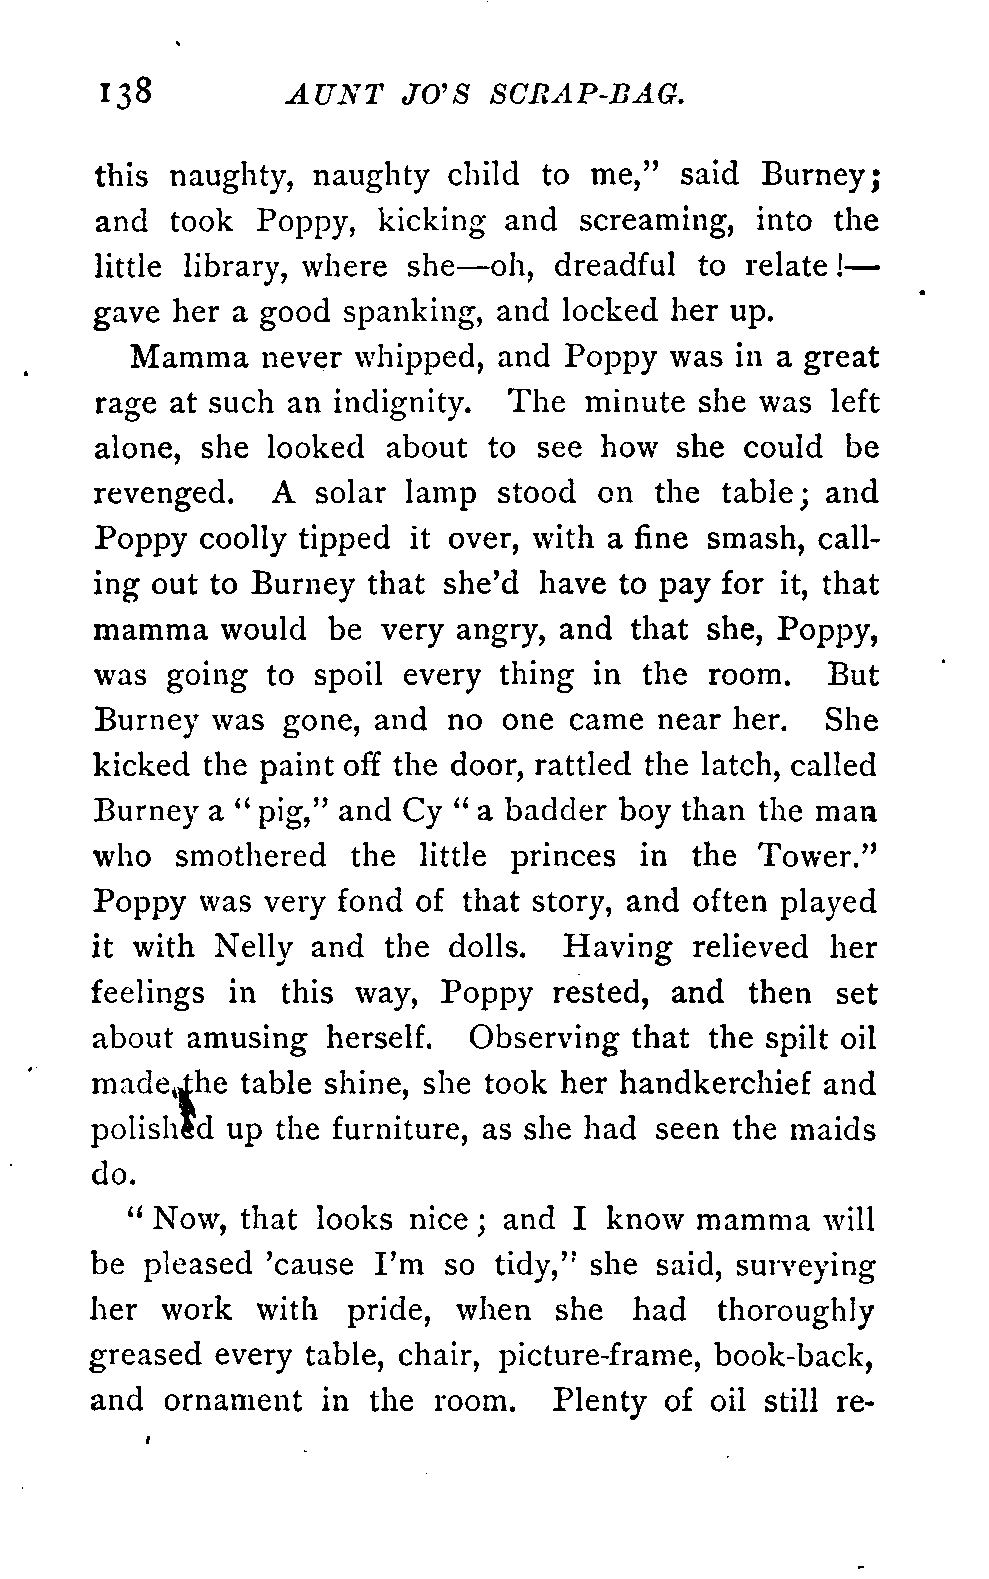 138 AUNT JO'S SCRAP-BAG.
this naughty, naughty child to me,” said Burney;
and took Poppy, kicking and screaming, into the
little library, where she—oh, dreadful to relate!—
gave her a good spanking, and locked her up.
Mamma never whipped, and Poppy was in a great
rage at such an indignity. The minute she was left
alone, she looked about to see how she could be
revenged. A solar lamp stood on the table; and
Poppy coolly tipped it over, with a fine smash, call-
ing out to Burney that she’d have to pay for it, that
mamma would be very angry, and that she, Poppy,
was going to spoil every thing in the room. But
Burney was gone, and no one came near her. She
kicked the paint off the door, rattled the latch, called
Burney a “pig,” and Cy “a badder boy than the man
who smothered the little princes in the Tower.”
Poppy was very fond of that story, and often played
it with Nelly and the dolls. Having relieved her
feelings in this way, Poppy rested, and then set
about amusing herself. Observing that the spilt oil
made the table shine, she took her handkerchief and
polished up the furniture, as she had seen the maids
do.
“Now, that looks nice; and I know mamma will
be pleased ’cause I’m so tidy,” she said, surveying
her work with pride, when she had thoroughly
greased every table, chair, picture-frame, book-back,
and ornament in the room. Plenty of oil still re-